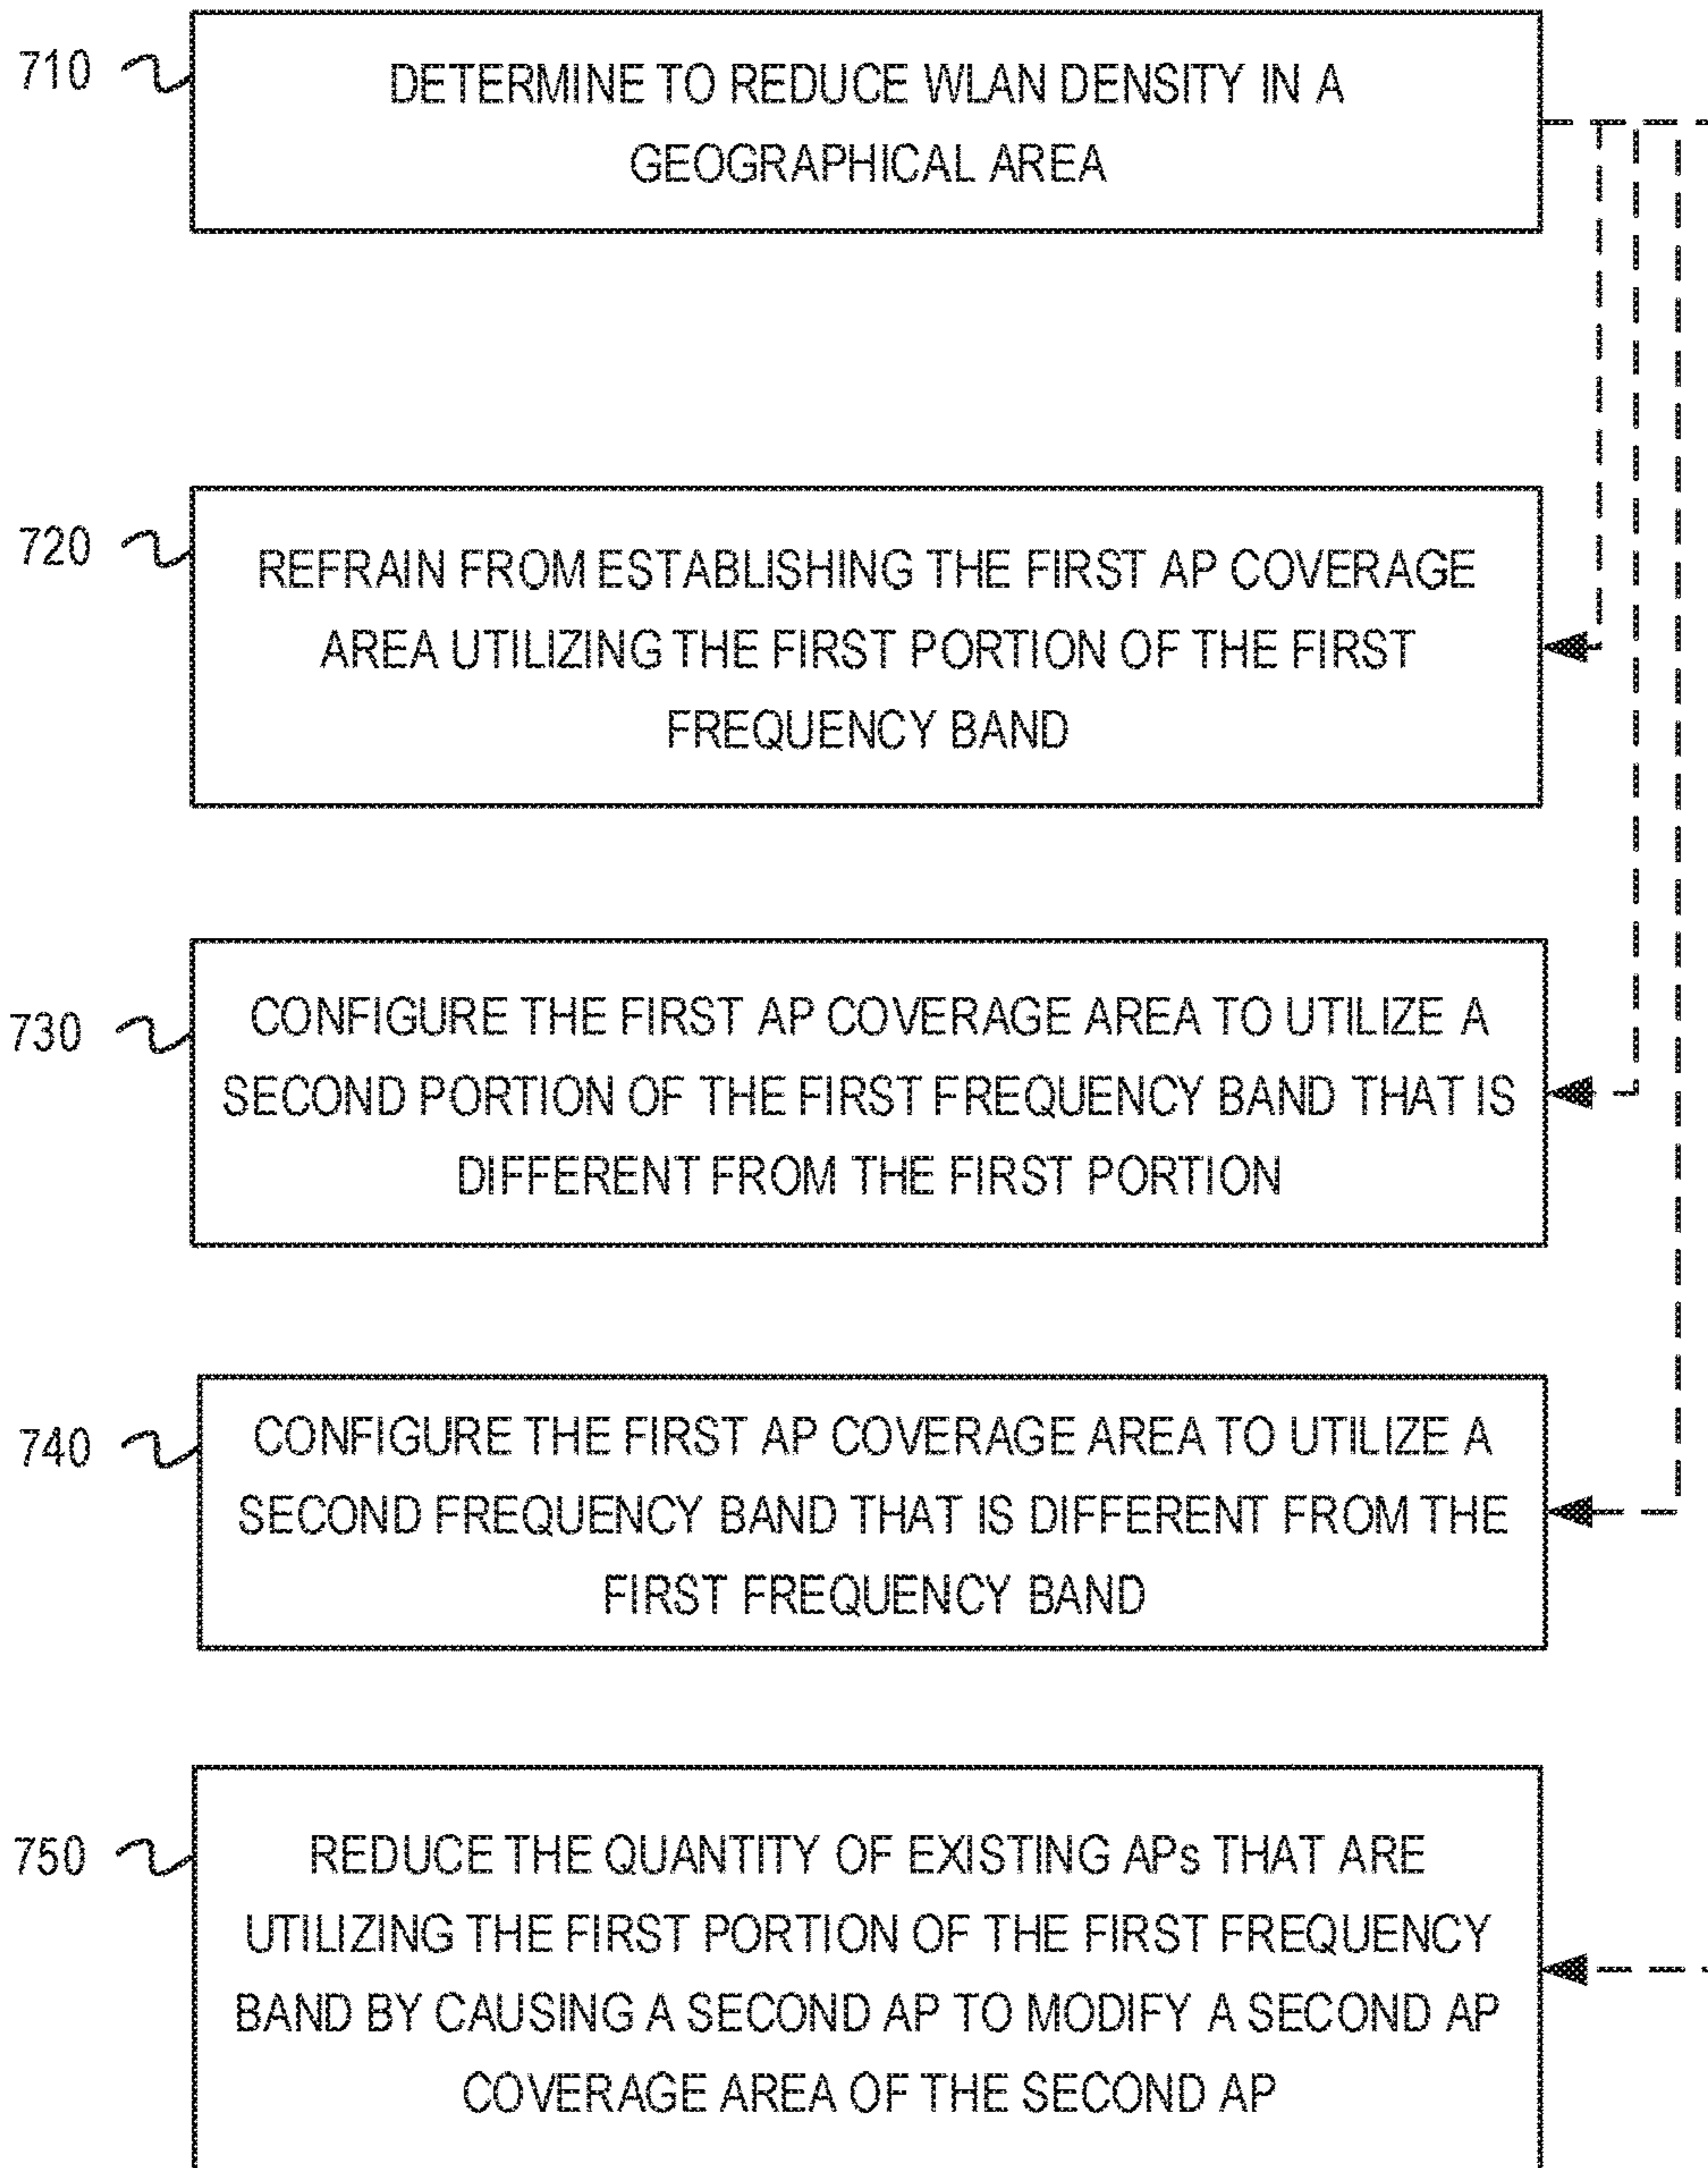 710
DETERMINE TO REDUCE WLAN DENSITY IN A
GEOGRAPHICAL AREA
720
REFRAIN FROM ESTABLISHING THE FIRST AP COVERAGE
AREA UTILIZING THE FIRST PORTION OF THE FIRST
FREQUENCY BAND
730
CONFIGURE THE FIRST AP COVERAGE AREA TO UTILIZE A
SECOND PORTION OF THE FIRST FREQUENCY BAND THAT IS
DIFFERENT FROM THE FIRST PORTION
740
CONFIGURE THE FIRST AP COVERAGE AREA TO UTILIZE A
SECOND FREQUENCY BAND THAT IS DIFFERENT FROM THE
FIRST FREQUENCY BAND
750
REDUCE THE QUANTITY OF EXISTING APs THAT ARE
UTILIZING THE FIRST PORTION OF THE FIRST FREQUENCY
BAND BY CAUSING A SECOND AP TO MODIFY A SECOND AP
COVERAGE AREA OF THE SECOND AP